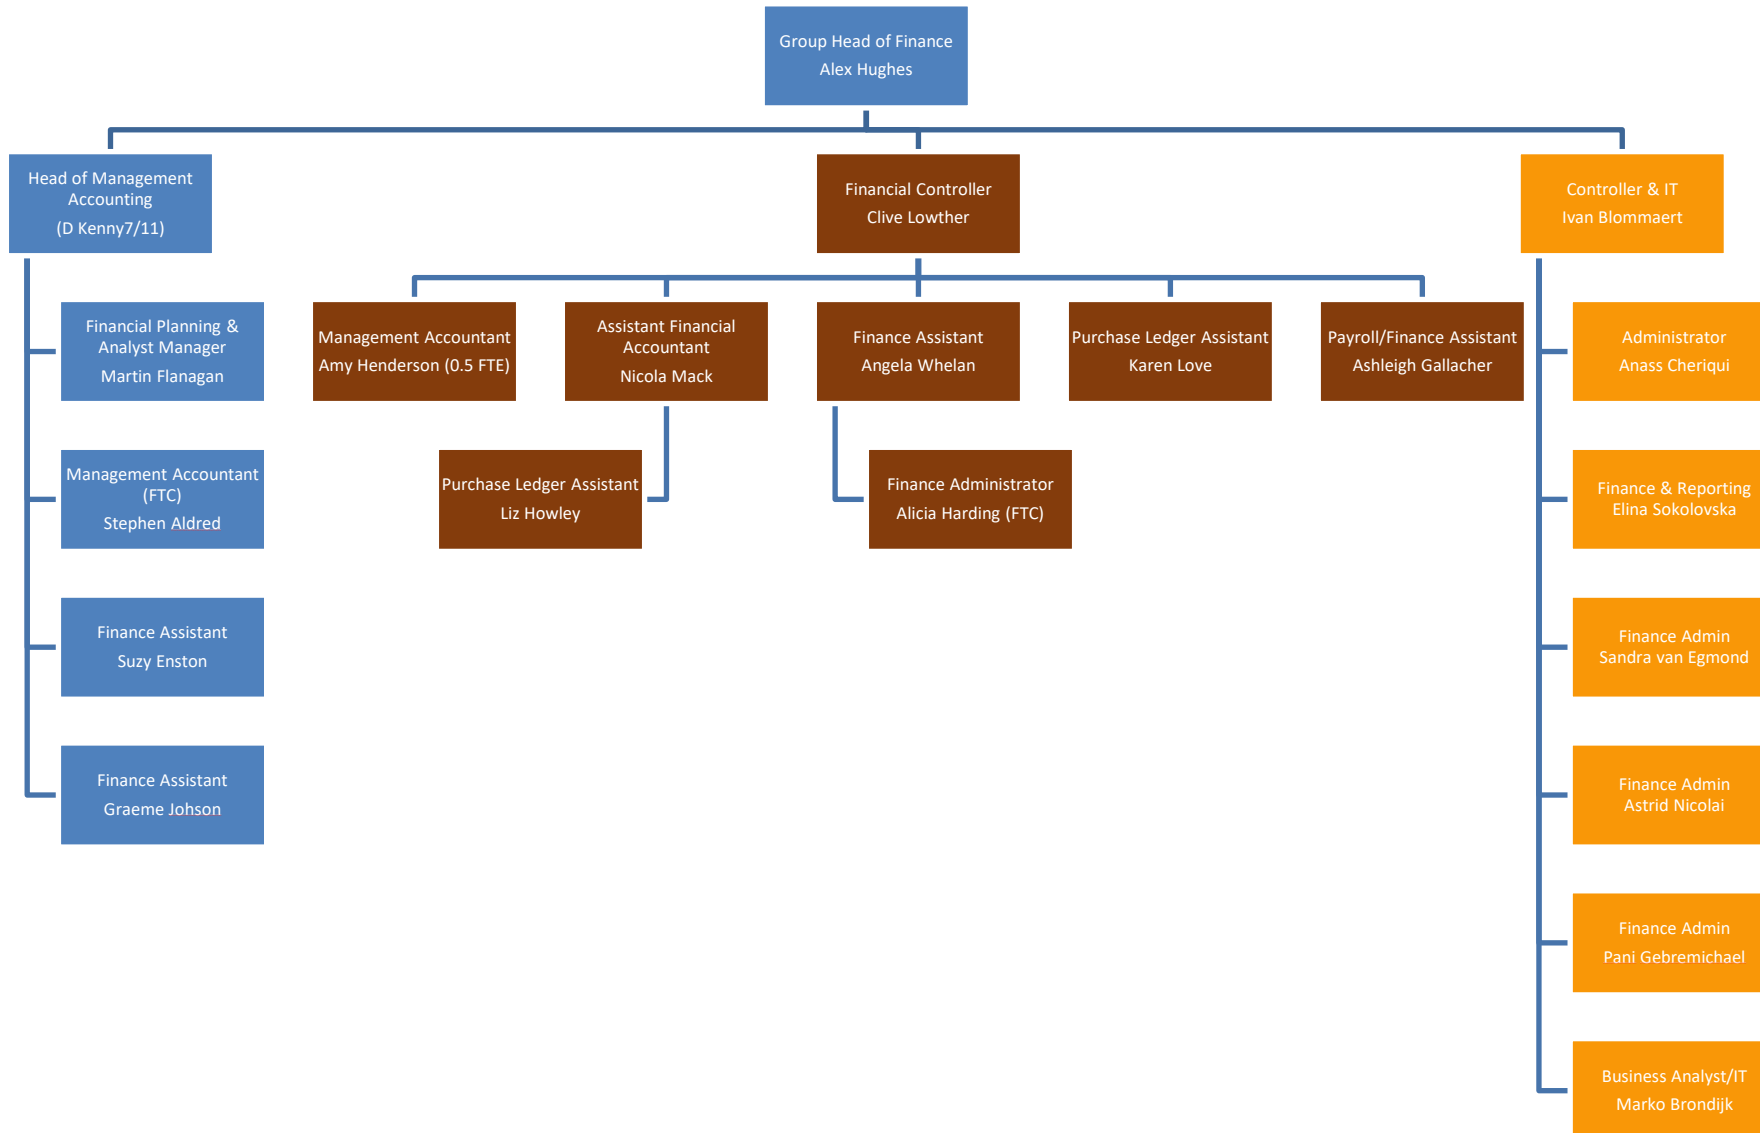 Group Head of Finance
Alex Hughes
Head of Management
Accounting
(D Kenny7/11)
Financial Controller
Clive Lowther
Controller & IT
Ivan Blommaert
Financial Planning &
Analyst Manager
Martin Flanagan
Management Accountant
Amy Henderson (0.5 FTE)
Assistant Financial
Accountant
Nicola Mack
Finance Assistant
Angela Whelan
Purchase Ledger Assistant
Karen Love
Payroll/Finance Assistant
Ashleigh Gallacher
Administrator
Anass Cheriqui
Management Accountant
(FTC)
Stephen Aldred
Purchase Ledger Assistant
Liz Howley
Finance Administrator
Alicia Harding (FTC)
Finance & Reporting
Elina Sokolovska
Finance Assistant
Suzy Enston
Finance Admin
Sandra van Egmond
Finance Assistant
Graeme Johson
Finance Admin
Astrid Nicolai
Finance Admin
Pani Gebremichael
Business Analyst/IT
Marko Brondijk